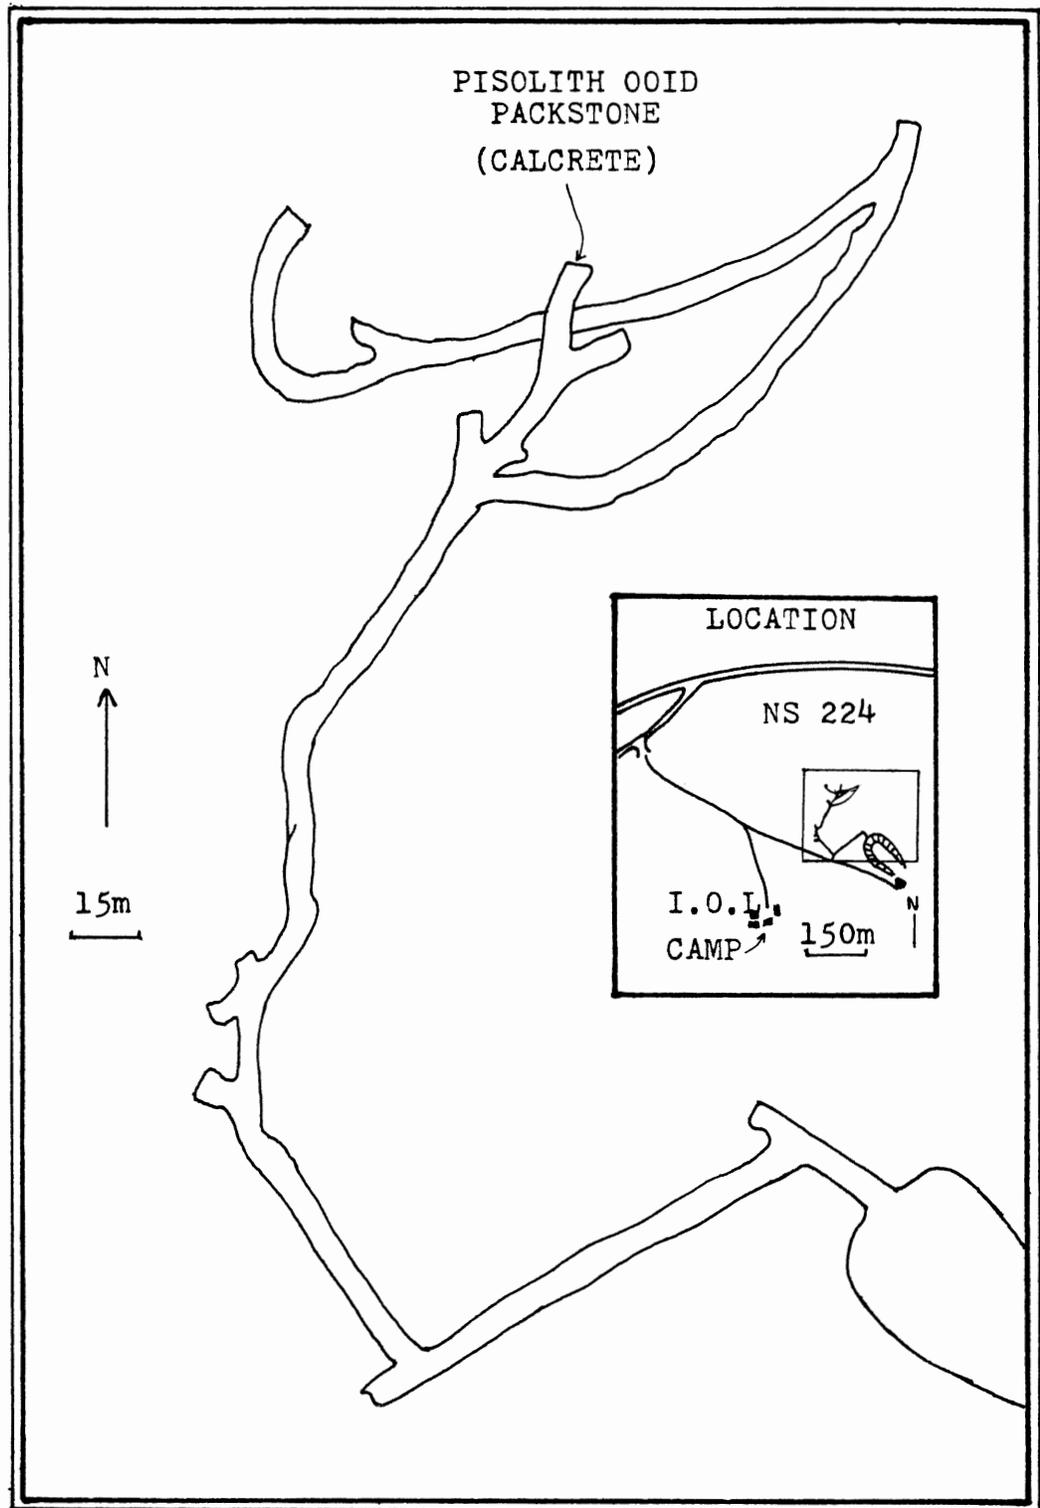 PISOLITH OOID
PACKSTONE
(CALCRETE)
LOCATION
N
NS 224
15m
I.O.L
N
CAMP
150m